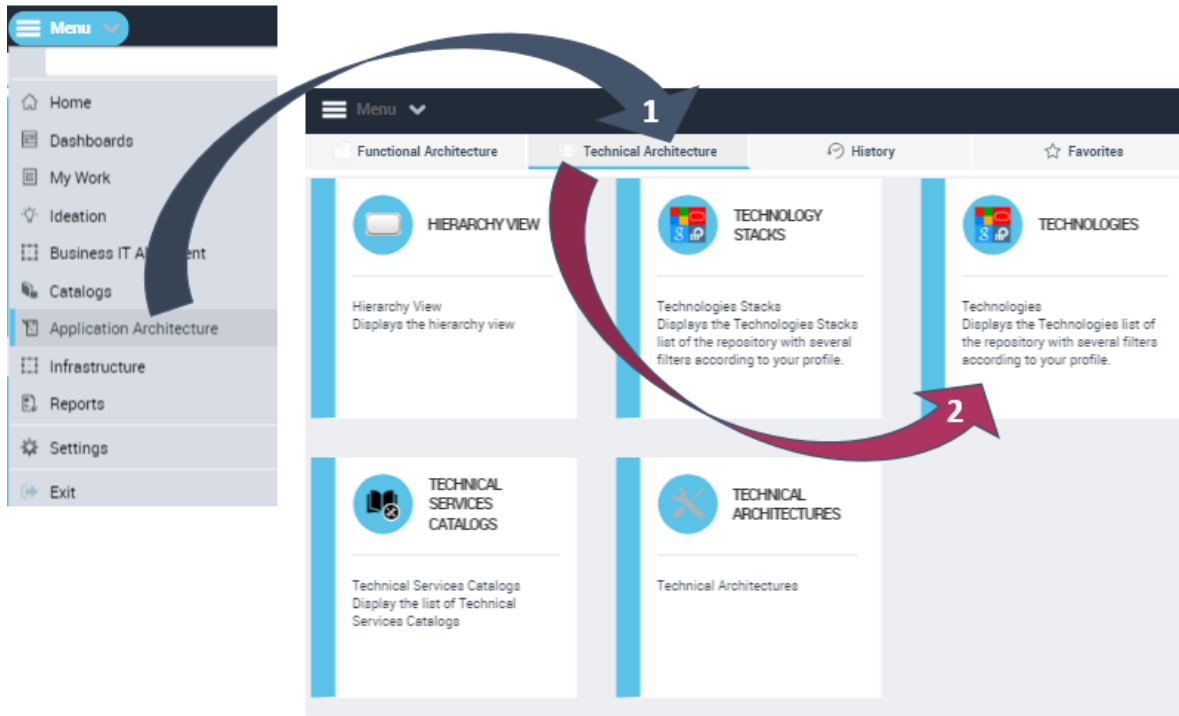 Menu
Home
Dashboards
My Work
Ideation
Business IT
Catalogs
Application Architecture
Infrastructure
Reports
Settings
Exit
Menu
1
Functional Architecture
Technical Architecture
History
Favorites
HIERARCHY VIEW
Hierarchy View
Displays the hierarchy view
TECHNOLOGY
STACKS
Technologies Stacks
Displays the Technologies Stacks
list of the repository with several
filters according to your profile.
TECHNOLOGIES
Technologies
Displays the Technologies list of
the repository with several filters
according to your profile.
2
TECHNICAL
SERVICES
CATALOGS
Technical Services Catalogs
Display the list of Technical
Services Catalogs
TECHNICAL
ARCHITECTURES
Technical Architectures